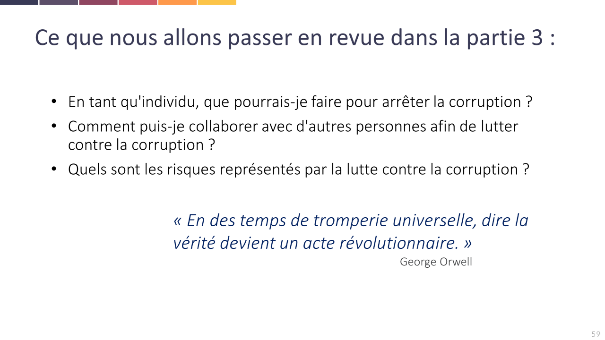 Ce que nous allons passer en revue dans la partie 3 :
• En tant qu'individu, que pourrais-je faire pour arrêter la corruption ?
• Comment puis-je collaborer avec d'autres personnes afin de lutter
contre la corruption ?
• Quels sont les risques représentés par la lutte contre la corruption ?
« En des temps de tromperie universelle, dire la
vérité devient un acte révolutionnaire. »
George Orwell
59